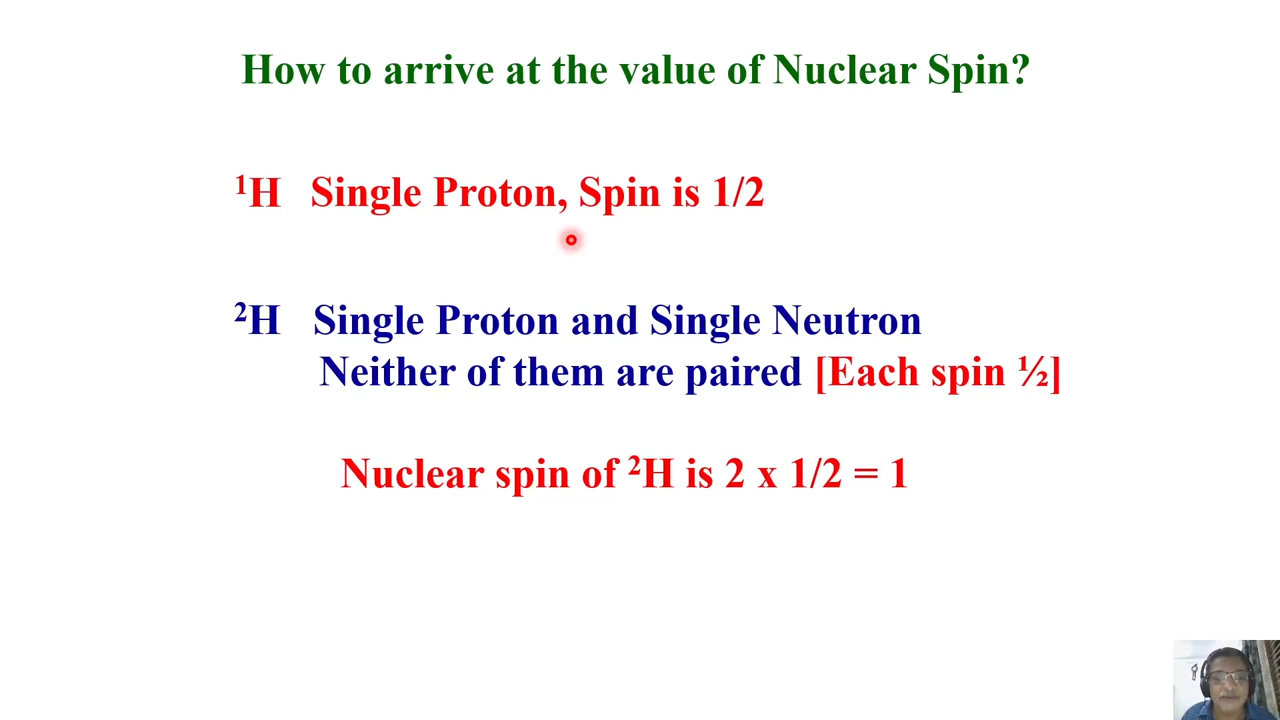 How to arrive at the value of Nuclear Spin?
¹H Single Proton, Spin is 1/2
²H Single Proton and Single Neutron
Neither of them are paired [Each spin ½]
Nuclear spin of ²H is 2 x 1/2 = 1